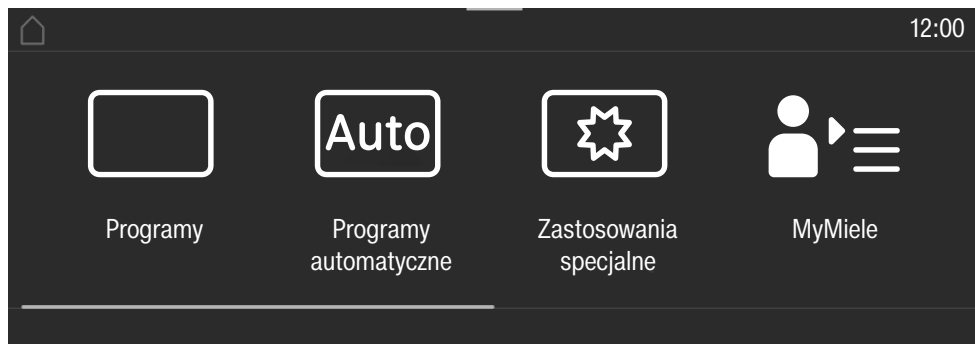 12:00
Auto
Programy
Programy
automatyczne
Zastosowania
specjalne
MyMiele